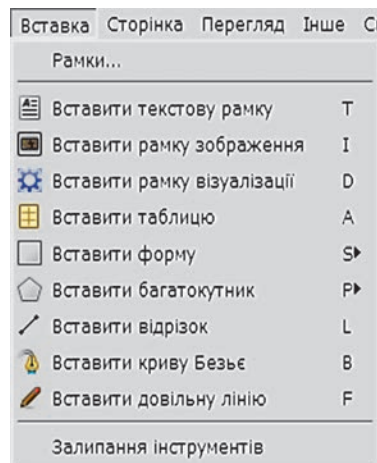 Вставка Сторінка Перегляд Інше
Рамки...
Вставити текстову рамку T
Вставити рамку зображення I
Вставити рамку візуалізації D
Вставити таблицю A
Вставити форму S
Вставити багатокутник P
Вставити відрізок L
Вставити криву Безьє B
Вставити довільну лінію F
Залипання інструментів